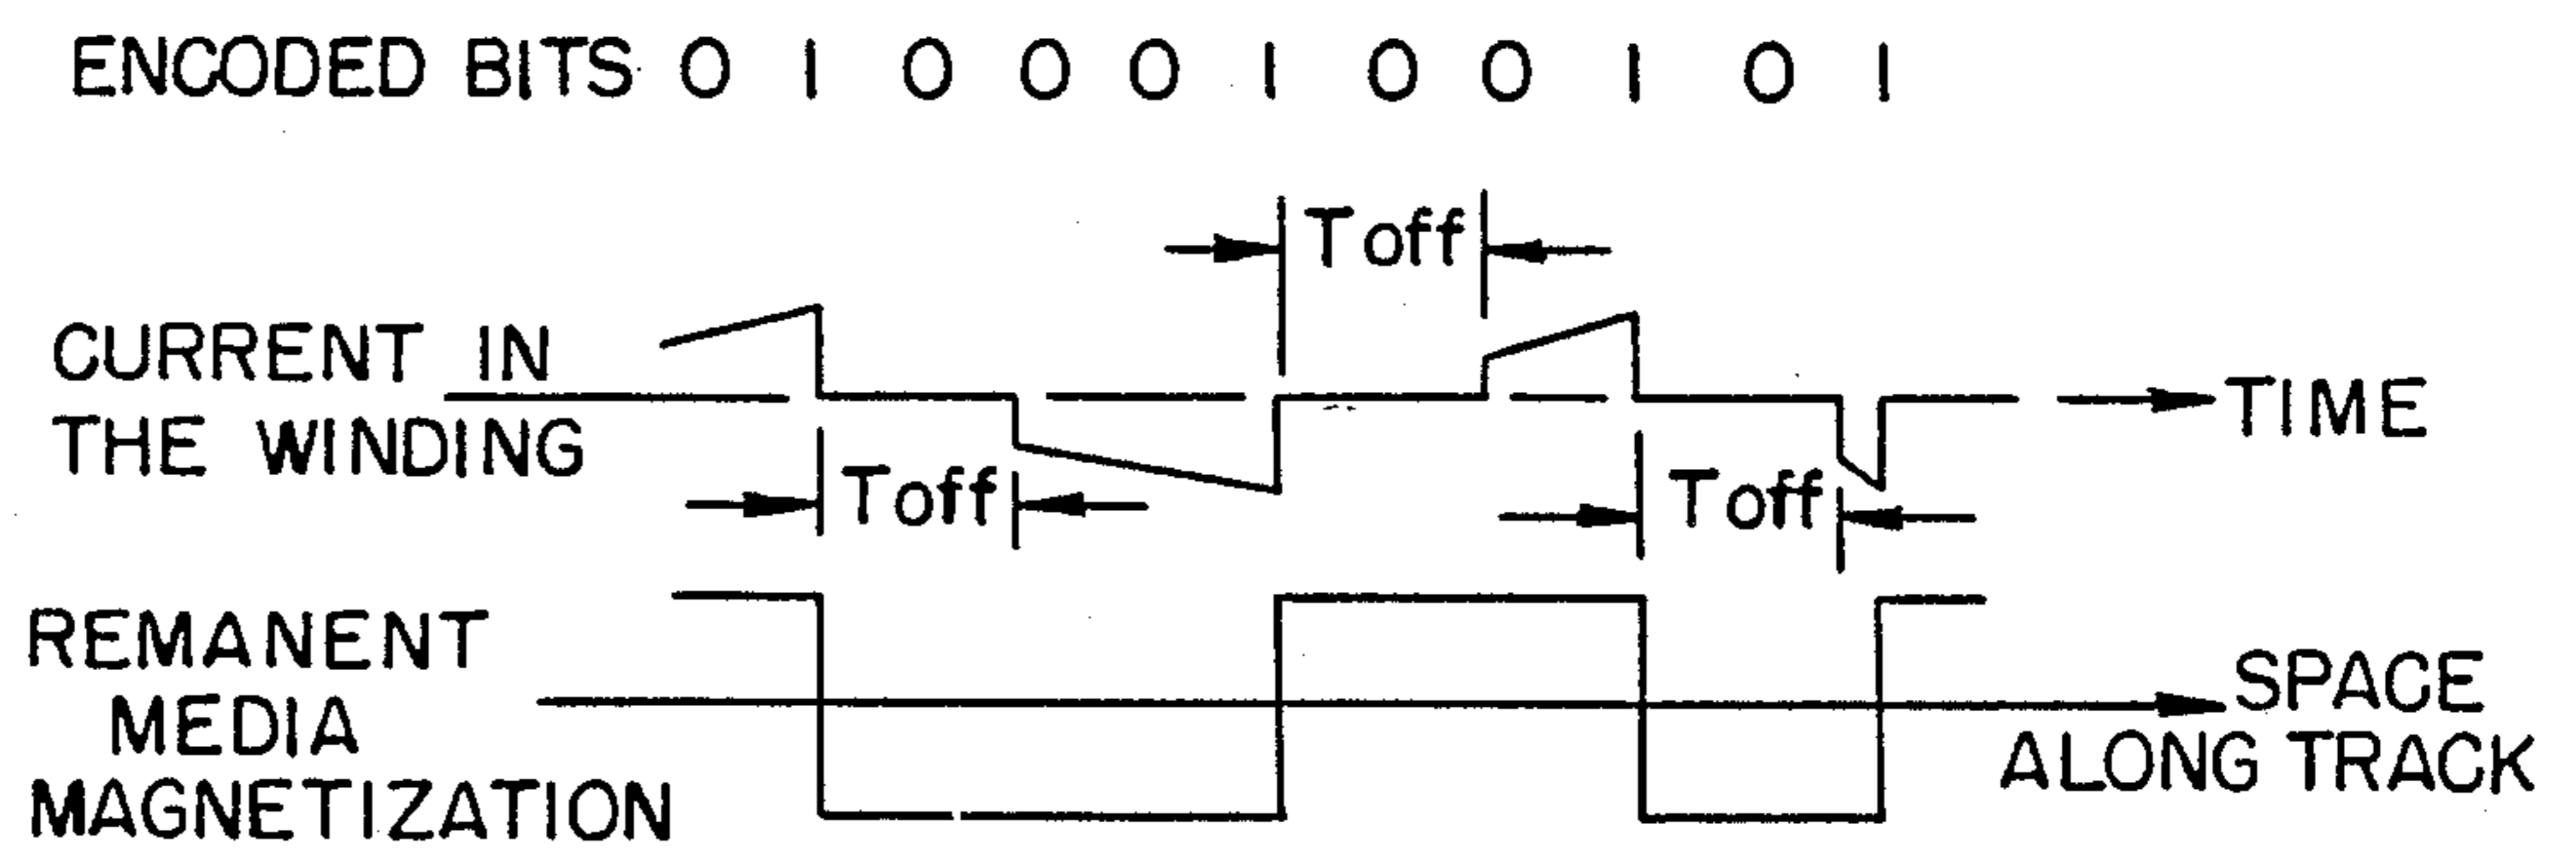 ENCODED BITS 0 1 0 0 0 1 0 0 1 0 1
Toff
CURRENT IN
THE WINDING
TIME
Toff
Toff
REMANENT
MEDIA
MAGNETIZATION
SPACE
ALONG TRACK